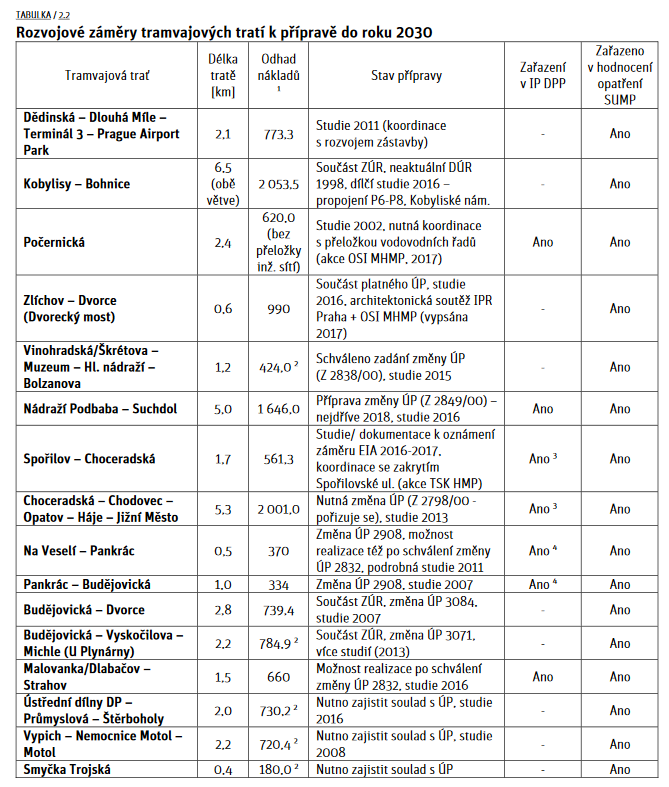 TABULKA / 2.2
Rozvojové záměry tramvajových tratí k přípravě do roku 2030
Tramvajová trať
Délka
tratě
[km]
Odhad
nákladů
1
Stav přípravy
Zařazení
v IP DPP
Zařazeno
v hodnocení
opatření
SUMP
Dědinská – Dlouhá Míle –
Terminál 3 – Prague Airport
Park
2,1
773.3
Studie 2011 (koordinace
s rozvojem zástavby)
-
Ano
Kobylisy – Bohnice
6,5
(obě
větve)
2 053,5
Součást ZÚR, neaktuální DÚR
1998, dílčí studie 2016 –
propojení P6-P8, Kobyliské nám.
-
Ano
Počernická
2,4
620,0
(bez
přeložky
inž. sítí)
Studie 2002, nutná koordinace
s přeložkou vodovodních řadů
(akce OSI MHMP, 2017)
Ano
Ano
Zlíchov – Dvorce
(Dvorecký most)
0,6
990
Součást platného ÚP, studie
2016, architektonická soutěž IPR
Praha + OSI MHMP (vypsána
2017)
-
Ano
Vinohradská/Škrétova –
Muzeum – Hl. nádraží –
Bolzanova
1,2
424,0 ²
Schváleno zadání změny ÚP
(Z 2838/00), studie 2015
-
Ano
Nádraží Podbaba – Suchdol
5,0
1 646,0
Příprava změny ÚP (Z 2849/00) –
nejdříve 2018, studie 2016
Ano
Ano
Spořilov – Choceradská
1,7
561,3
Studie/ dokumentace k oznámení
záměru EIA 2016-2017,
koordinace se zakrytím
Spořilovské ul. (akce TSK HMP)
Ano ³
Ano
Choceradská – Chodovec –
Opatov – Háje – Jižní Město
5,3
2 001,0
Nutná změna ÚP (Z 2798/00 -
pořizuje se), studie 2013
Ano ³
Ano
Na Veselí – Pankrác
0,5
370
Změna ÚP 2908, možnost
realizace též po schválení změny
ÚP 2832, podrobná studie 2011
Ano ⁴
Ano
Pankrác – Budějovická
1,0
334
Změna ÚP 2908, studie 2007
Ano ⁴
Ano
Budějovická – Dvorce
2,8
739.4
Součást ZÚR, změna ÚP 3084,
studie 2007
-
Ano
Budějovická – Vyskočilova –
Michle (U Plynárny)
2,2
784,9 ²
Součást ZÚR, změna ÚP 3071,
více studií (2013)
-
Ano
Malovanka/Dlabačov –
Strahov
1,5
660
Možnost realizace po schválení
změny ÚP 2832, studie 2016
Ano
Ano
Ústřední dílny DP –
Průmyslová – Štěrboholy
2,0
730,2 ²
Nutno zajistit soulad s ÚP, studie
2016
-
Ano
Vypich – Nemocnice Motol –
Motol
2,2
720,4 ²
Nutno zajistit soulad s ÚP, studie
2008
-
Ano
Smyčka Trojská
0,4
180,0 ²
Nutno zajistit soulad s ÚP
-
Ano